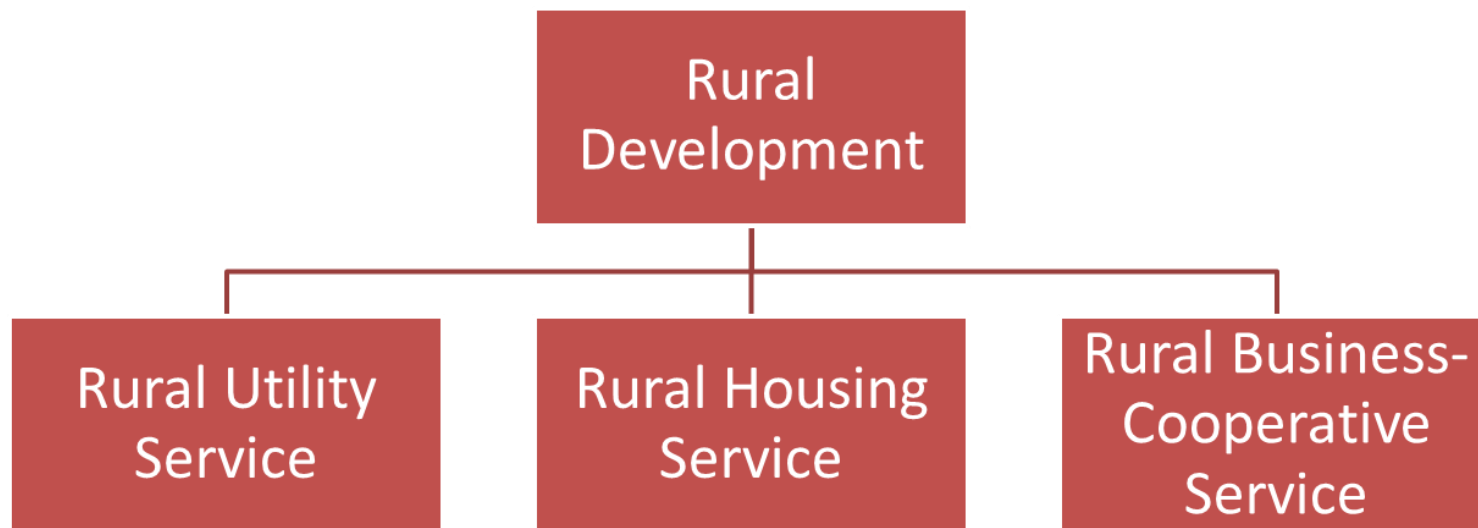 Rural
Development
Rural Utility
Service
Rural Housing
Service
Rural Business-
Cooperative
Service